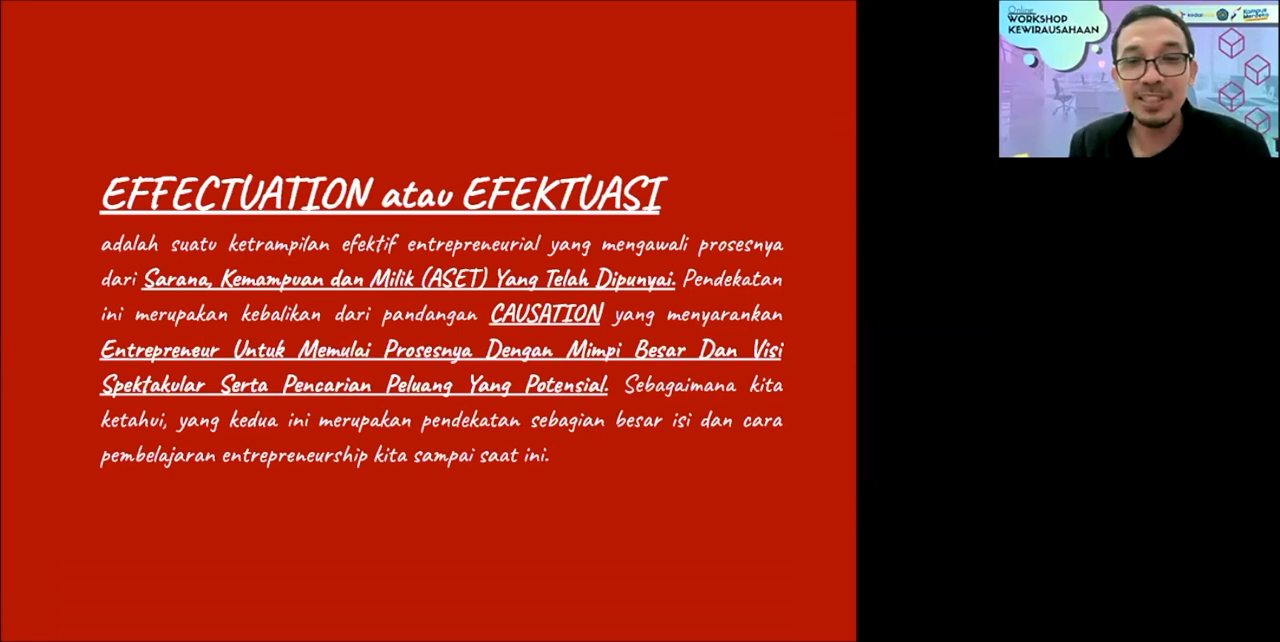 EFFECTUATION atau EFEKTUASI
adalah suatu ketrampilan efektif entrepreneurial yang mengawali prosesnya
dari Sarana, Kemampuan dan Milik (ASET) Yang Telah Dipunyai. Pendekatan
ini merupakan kebalikan dari pandangan CAUSATION yang menyarankan
Entrepreneur Untuk Memulai Prosesnya Dengan Mimpi Besar Dan Visi
Spektakular Serta Pencarian Peluang Yang Potensial. Sebagaimana kita
ketahui, yang kedua ini merupakan pendekatan sebagian besar isi dan cara
pembelajaran entrepreneurship kita sampai saat ini.
Online
WORKSHOP
KEWIRAUSAHAAN
Kampus
Merdeka